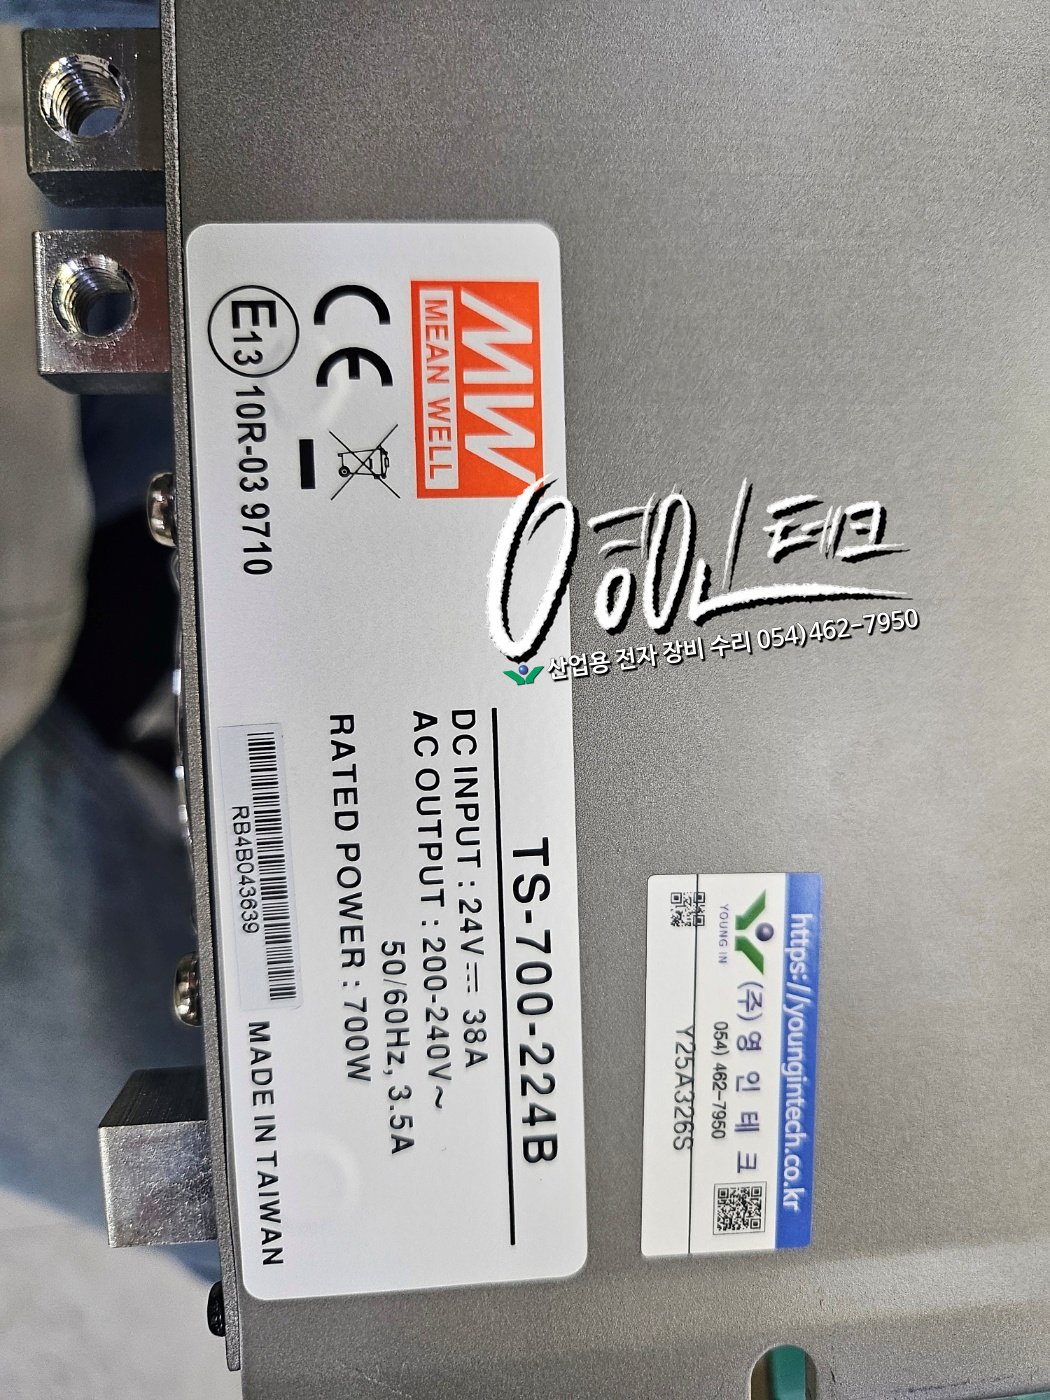 MW
MEAN WELL
CE
E13 10R-03 9710
TS-700-224B
DC INPUT : 24V⎓ 38A
AC OUTPUT : 200-240V~
50/60Hz, 3.5A
RATED POWER : 700W
RB4B043639
MADE IN TAIWAN
영인테크
산업용 전자 장비 수리 054)462-7950
https://youngintech.co.kr
YOUNG IN
(주)영인테크
054) 462-7950
Y25A326S